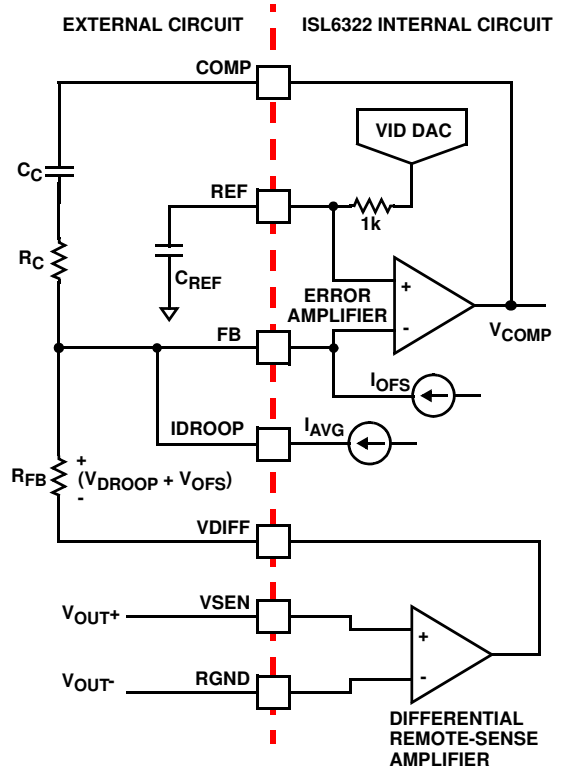 EXTERNAL CIRCUIT
ISL6322 INTERNAL CIRCUIT
COMP
VID DAC
CC
REF
1k
RC
CREF
ERROR
AMPLIFIER
+
-
VCOMP
FB
IOFS
IDROOP
IAVG
RFB
+
(VDROOP + VOFS)
-
VDIFF
VOUT+
VSEN
+
VOUT-
RGND
-
DIFFERENTIAL
REMOTE-SENSE
AMPLIFIER